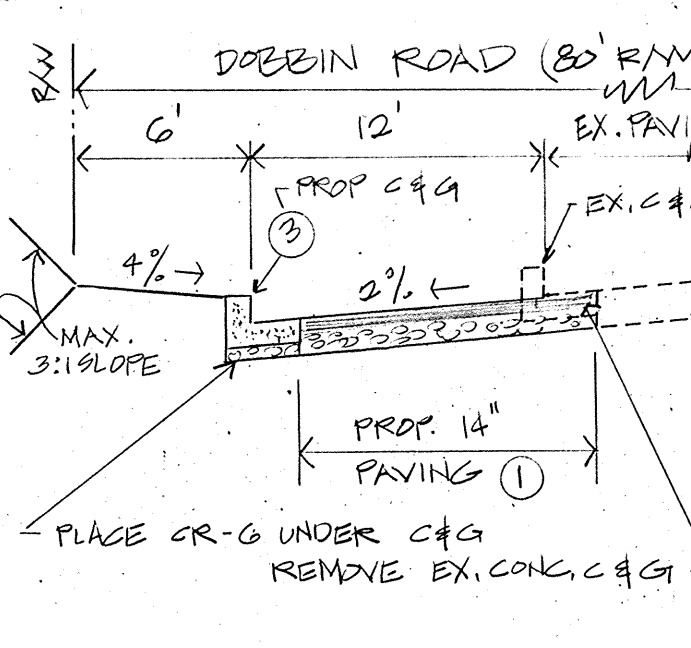 R/W
DOBBIN ROAD (80' R/W
6'
12'
EX. PAVI
PROP C&G
3
EX. C &
4%
2%
MAX.
3:1 SLOPE
PROP. 14"
PAVING 1
PLACE CR-6 UNDER C&G
REMOVE EX. CONC. C & G